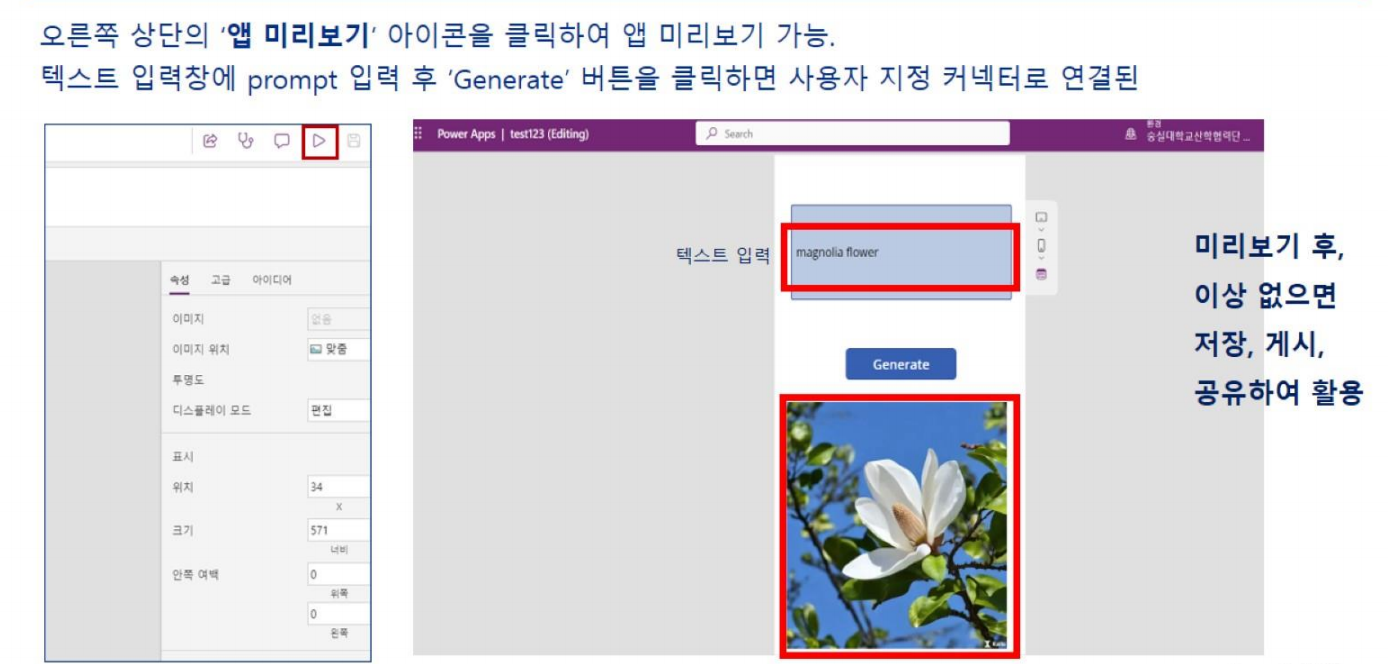 오른쪽 상단의 '앱 미리보기' 아이콘을 클릭하여 앱 미리보기 가능.
텍스트 입력창에 prompt 입력 후 'Generate' 버튼을 클릭하면 사용자 지정 커넥터로 연결된
속성 고급 아이디어
이미지 없음
이미지 위치 맞춤
투명도
디스플레이 모드 편집
표시
위치 34
X
크기 571
너비
안쪽 여백 0
위쪽
0
왼쪽
Power Apps | test123 (Editing)
Search
환경
숭실대학교산학협력단 ...
텍스트 입력
magnolia flower
Generate
미리보기 후,
이상 없으면
저장, 게시,
공유하여 활용